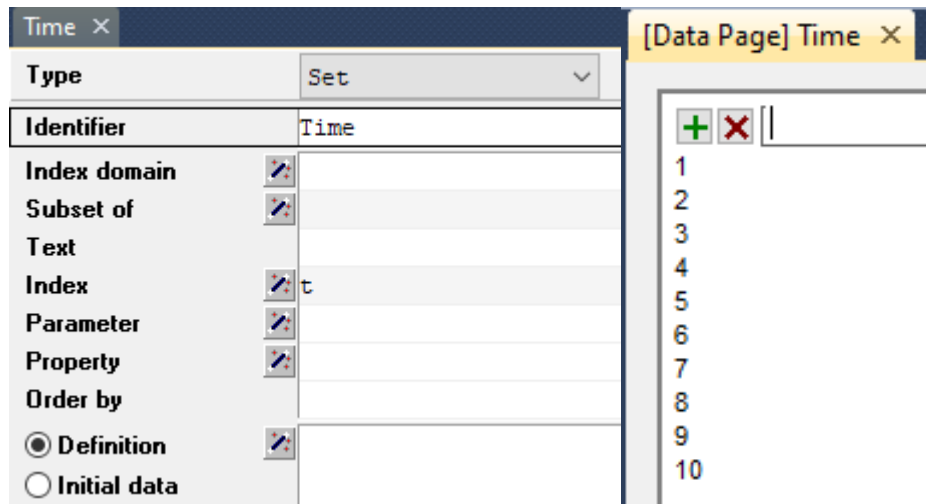 Time
Type Set
Identifier Time
Index domain
Subset of
Text
Index t
Parameter
Property
Order by
Definition
Initial data
[Data Page] Time
1
2
3
4
5
6
7
8
9
10